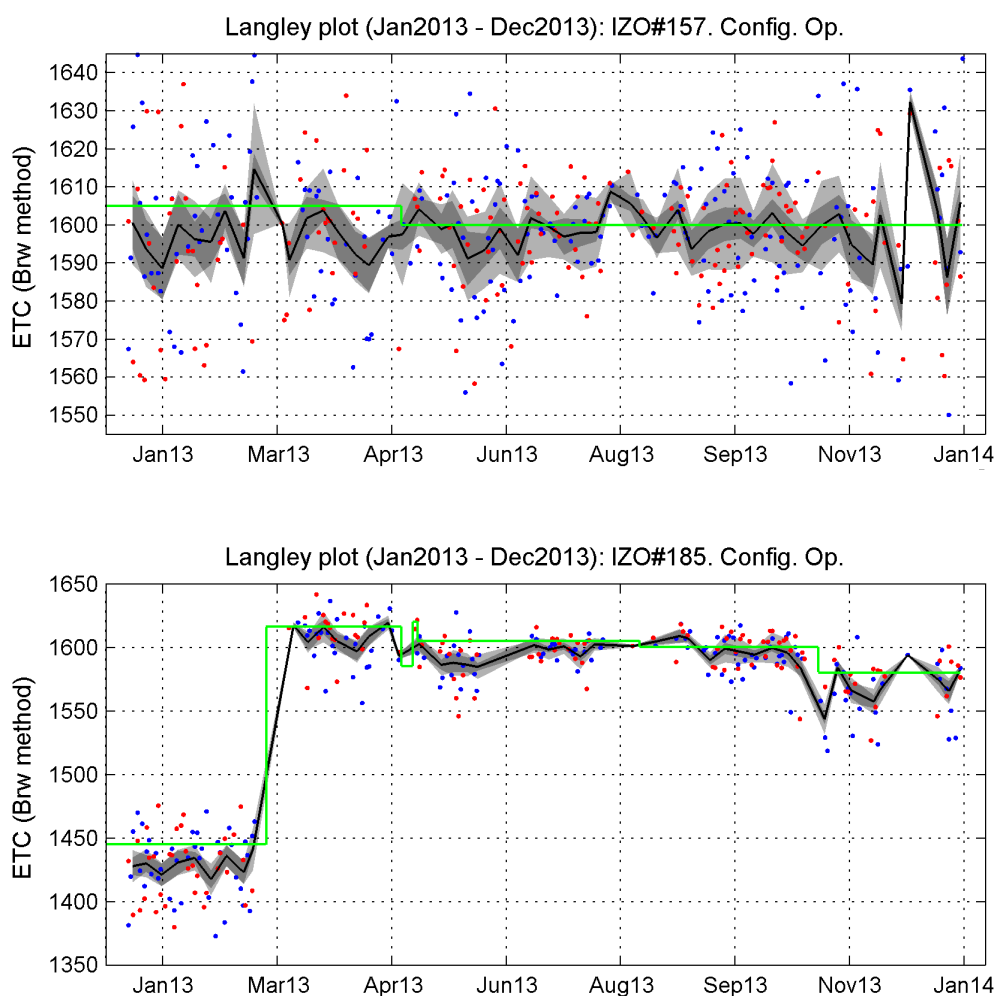 Langley plot (Jan2013 - Dec2013): IZO#157. Config. Op.
ETC (Brw method)
1640
1630
1620
1610
1600
1590
1580
1570
1560
1550
Jan13 Mar13 Apr13 Jun13 Aug13 Sep13 Nov13 Jan14
Langley plot (Jan2013 - Dec2013): IZO#185. Config. Op.
ETC (Brw method)
1650
1600
1550
1500
1450
1400
1350
Jan13 Mar13 Apr13 Jun13 Aug13 Sep13 Nov13 Jan14